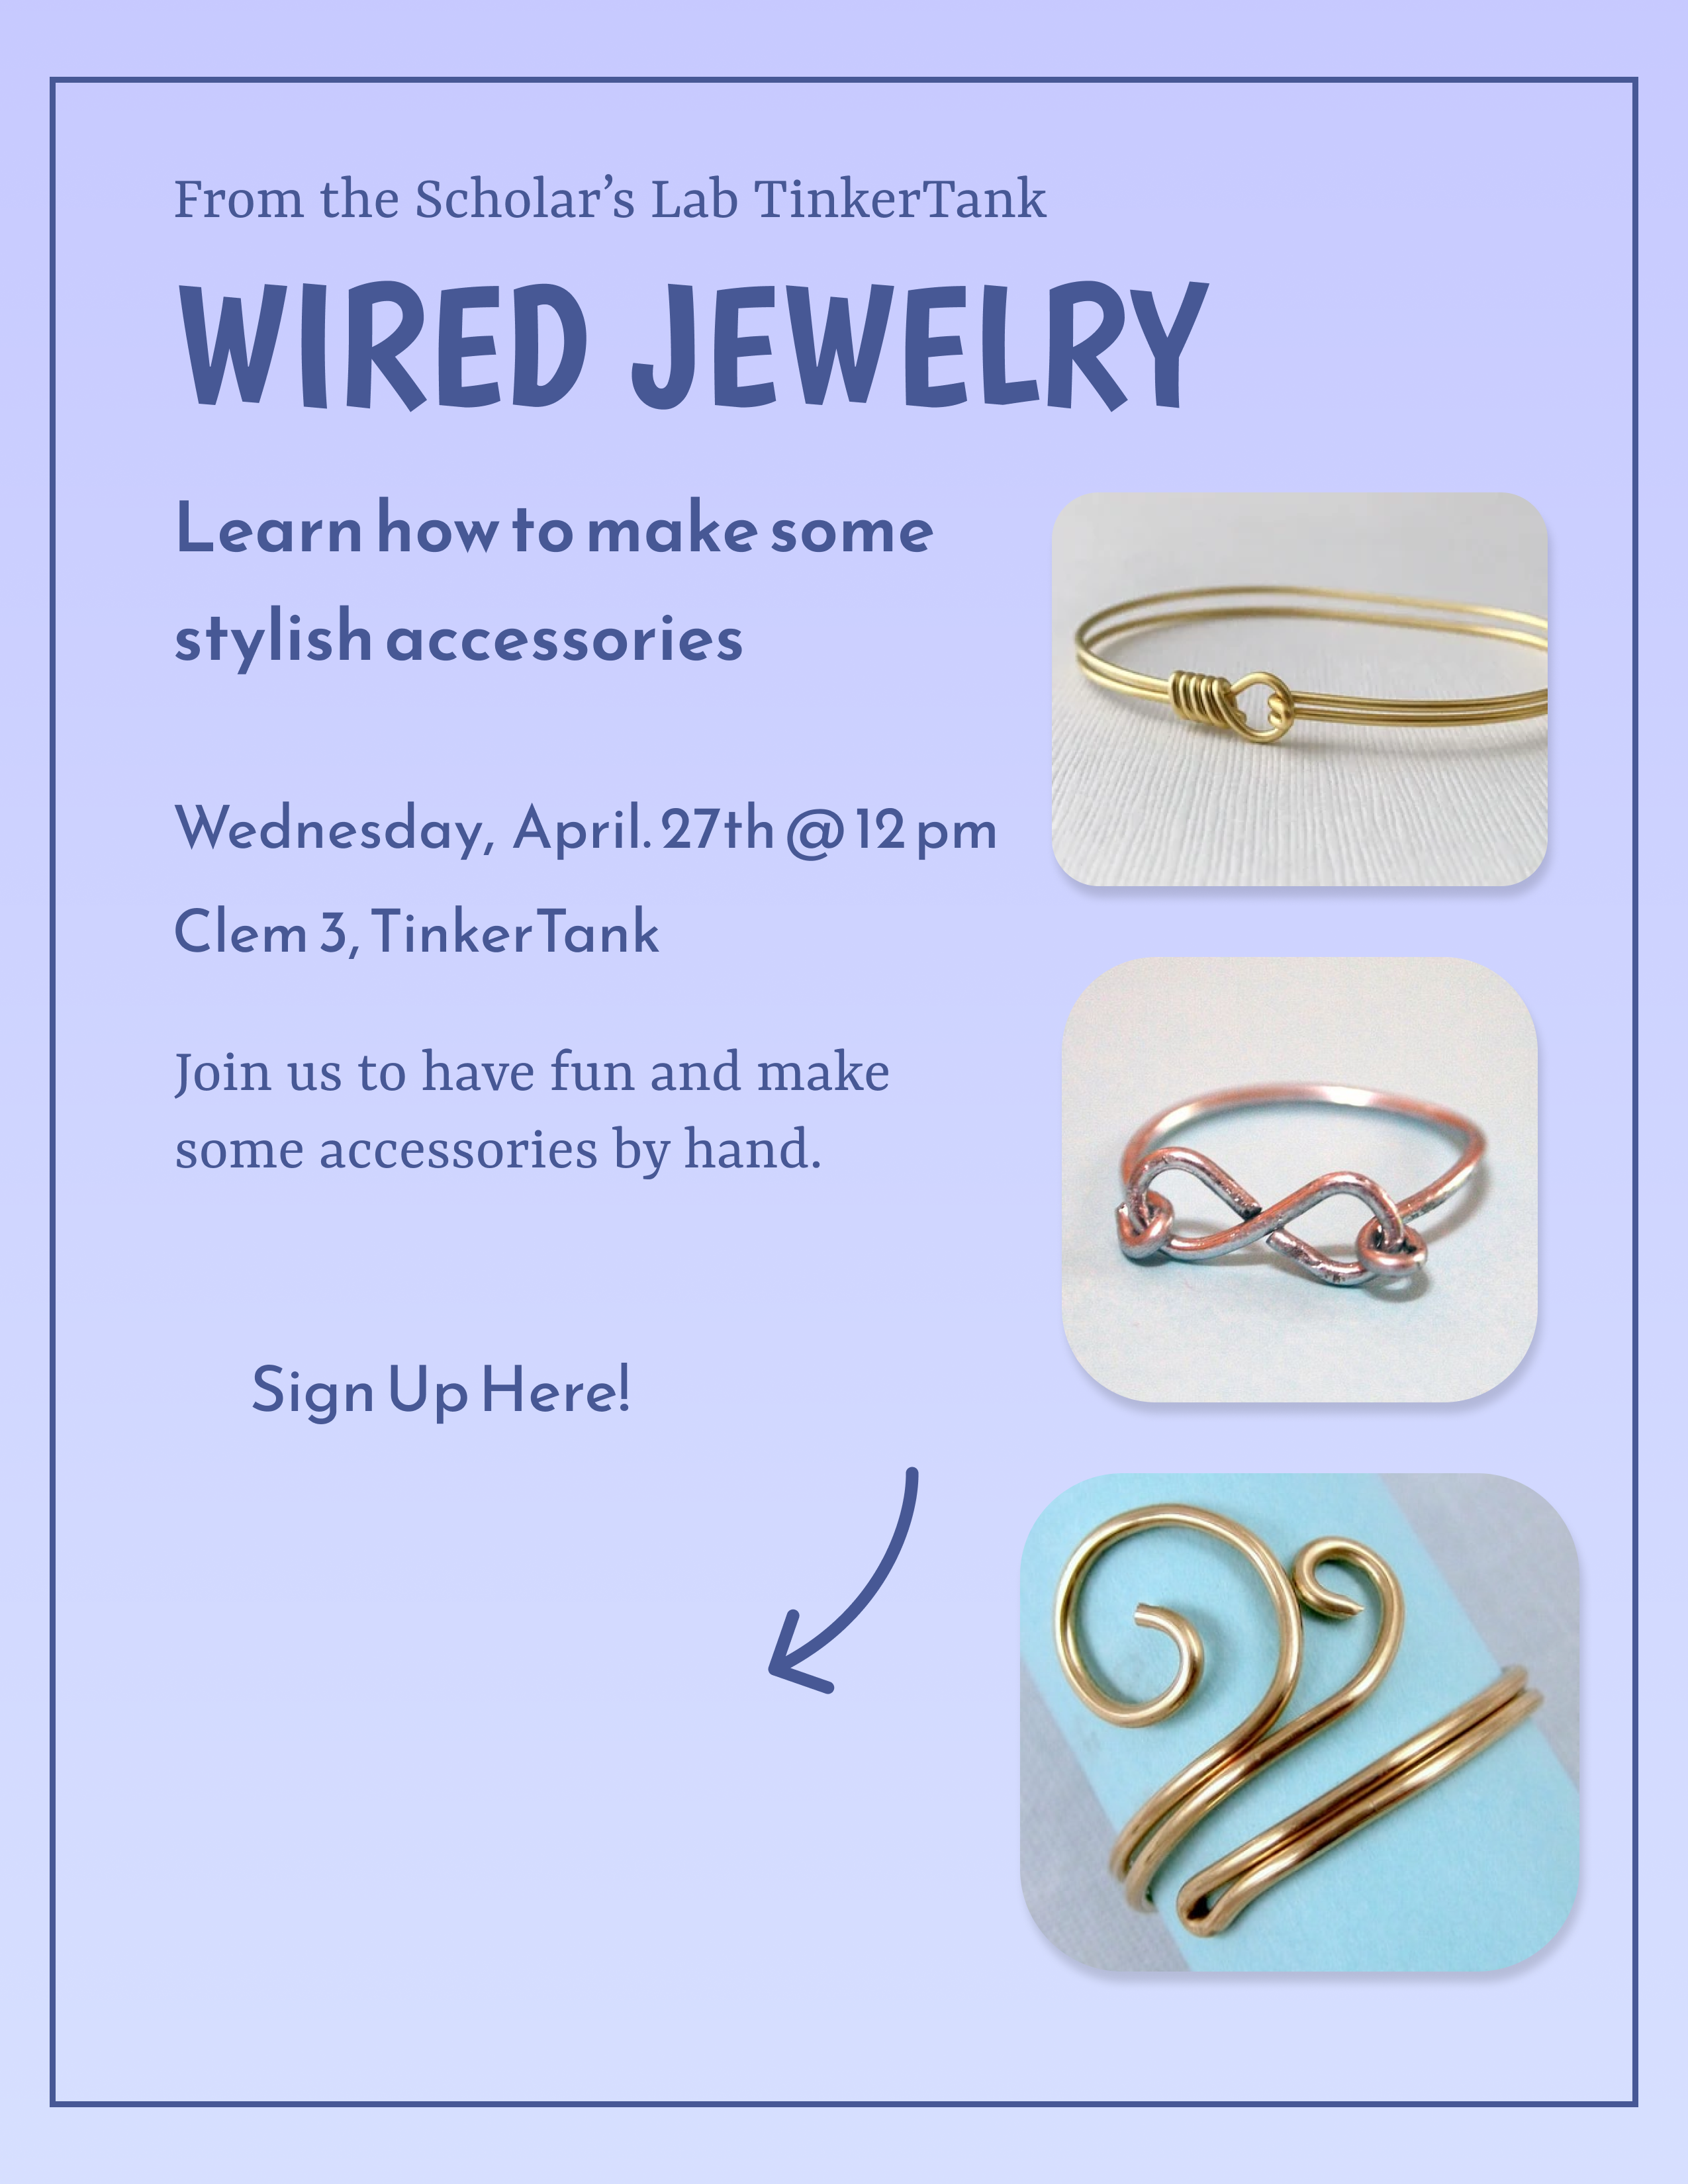 From the Scholar’s Lab TinkerTank
WIRED JEWELRY
Learn how to make some
stylish accessories
Wednesday, April. 27th @ 12 pm
Clem 3, TinkerTank
Join us to have fun and make
some accessories by hand.
Sign Up Here!